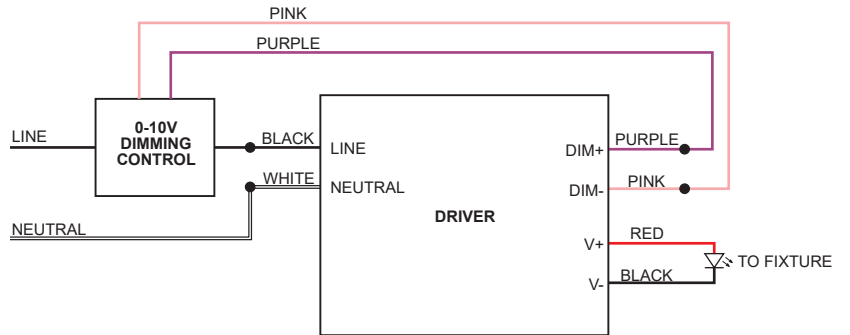 PINK
PURPLE
0-10V
DIMMING
CONTROL
LINE
BLACK
LINE
DIM+
PURPLE
WHITE
NEUTRAL
DIM-
PINK
NEUTRAL
DRIVER
V+
RED
TO FIXTURE
V-
BLACK